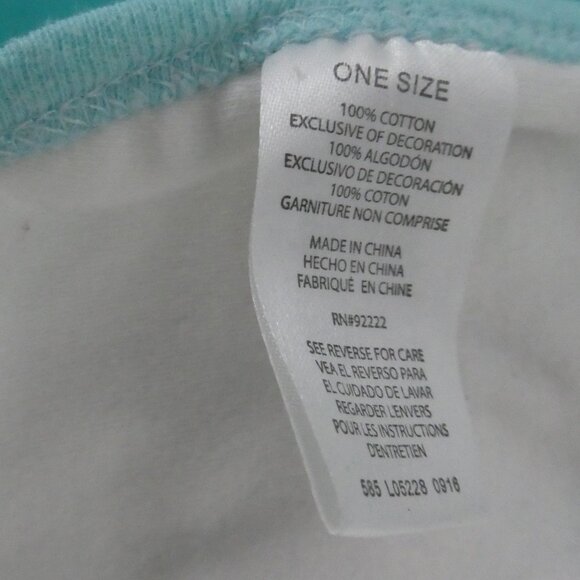 ONE SIZE
100% COTTON
EXCLUSIVE OF DECORATION
100% ALGODÓN
EXCLUSIVO DE DECORACIÓN
100% COTON
GARNITURE NON COMPRISE
MADE IN CHINA
HECHO EN CHINA
FABRIQUÉ EN CHINE
RN#92222
SEE REVERSE FOR CARE
VEA EL REVERSO PARA
EL CUIDADO DE LAVAR
REGARDER LENVERS
POUR LES INSTRUCTIONS
D'ENTRETIEN
585 L05228 0916